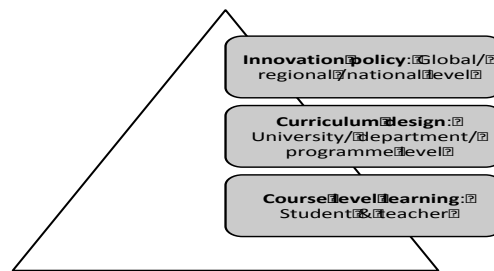 Innovation policy: Global/
regional/national level
Curriculum design:
University/department/
programme level
Course level learning:
Student & teacher